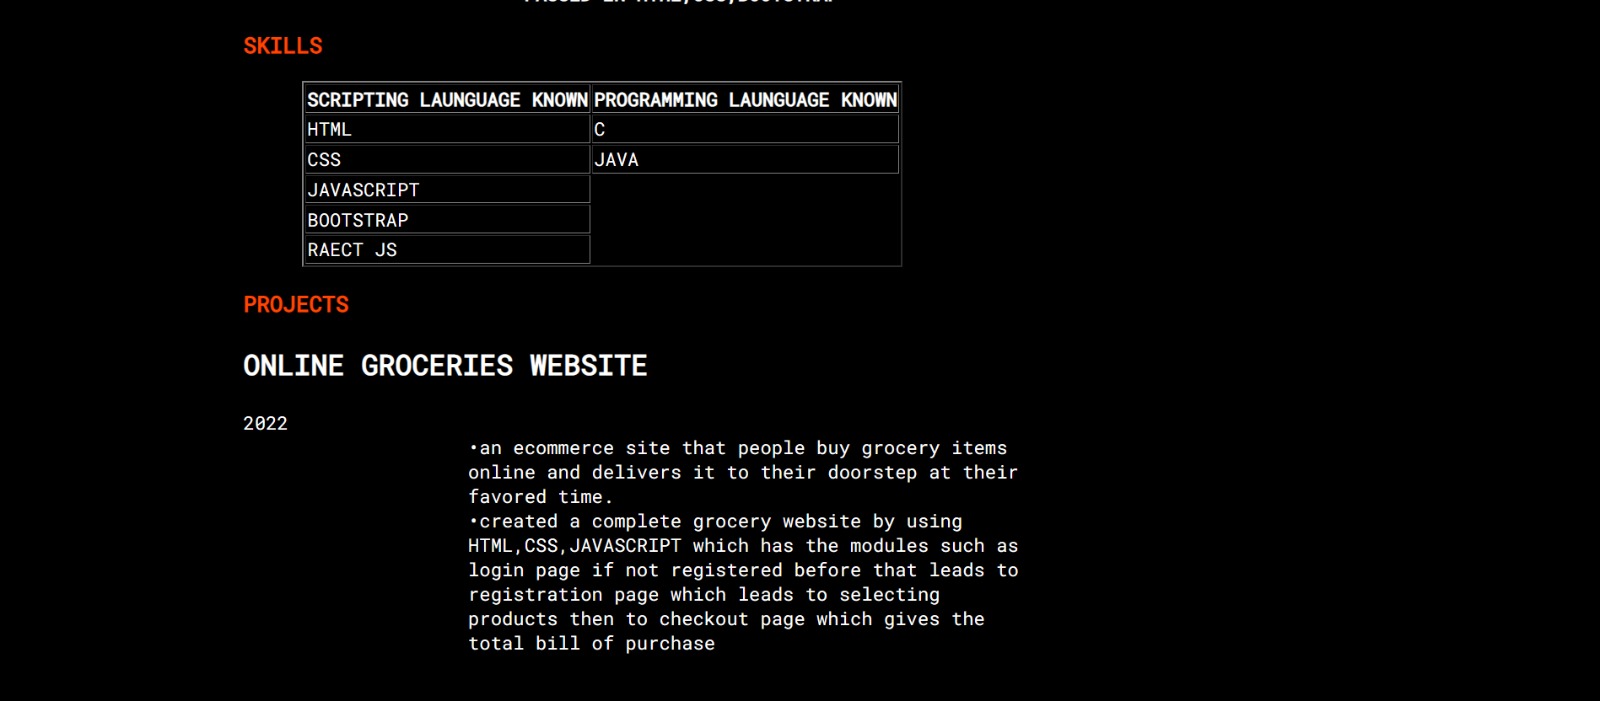 SKILLS
SCRIPTING LAUNGUAGE KNOWN PROGRAMMING LAUNGUAGE KNOWN
HTML C
CSS JAVA
JAVASCRIPT
BOOTSTRAP
RAECT JS
PROJECTS
ONLINE GROCERIES WEBSITE
2022
•an ecommerce site that people buy grocery items
online and delivers it to their doorstep at their
favored time.
•created a complete grocery website by using
HTML,CSS,JAVASCRIPT which has the modules such as
login page if not registered before that leads to
registration page which leads to selecting
products then to checkout page which gives the
total bill of purchase